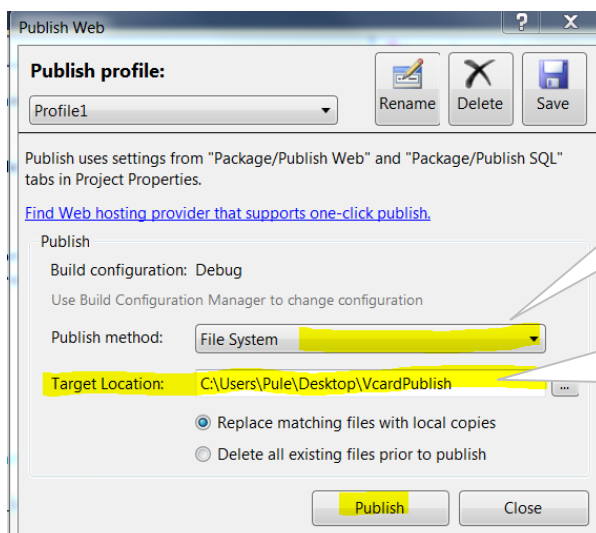 Publish Web
Publish profile:
Profile1
Rename
Delete
Save
Publish uses settings from "Package/Publish Web" and "Package/Publish SQL"
tabs in Project Properties.
Find Web hosting provider that supports one-click publish.
Publish
Build configuration: Debug
Use Build Configuration Manager to change configuration
Publish method: File System
Target Location: C:\Users\Pule\Desktop\VcardPublish ...
Replace matching files with local copies
Delete all existing files prior to publish
Publish Close